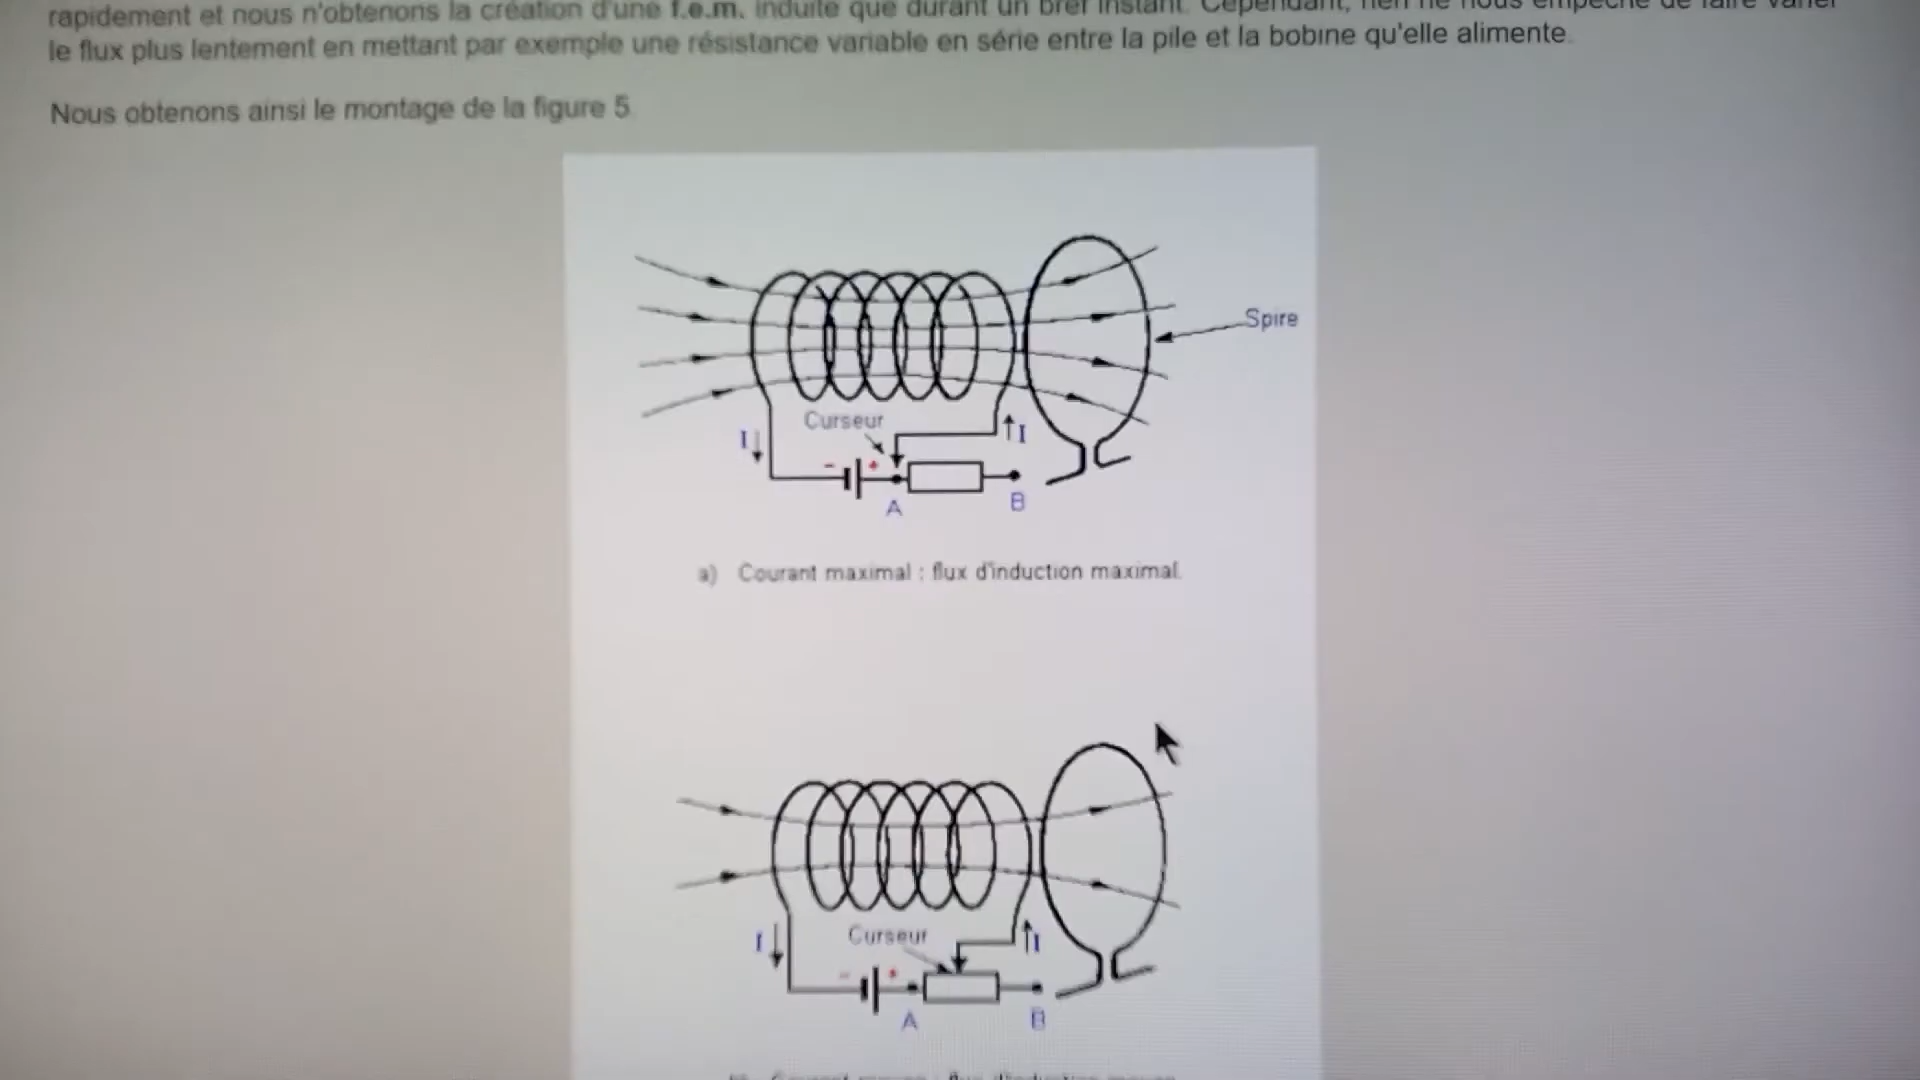 rapidement et nous n'obtenons la création d'une f.e.m. induite que durant un bref instant. Cependant, rien ne nous empêche de faire varier
le flux plus lentement en mettant par exemple une résistance variable en série entre la pile et la bobine qu'elle alimente.
Nous obtenons ainsi le montage de la figure 5
Spire
Curseur
I
I
- +
A
B
a) Courant maximal : flux d'induction maximal.
Curseur
I
I
- +
A
B